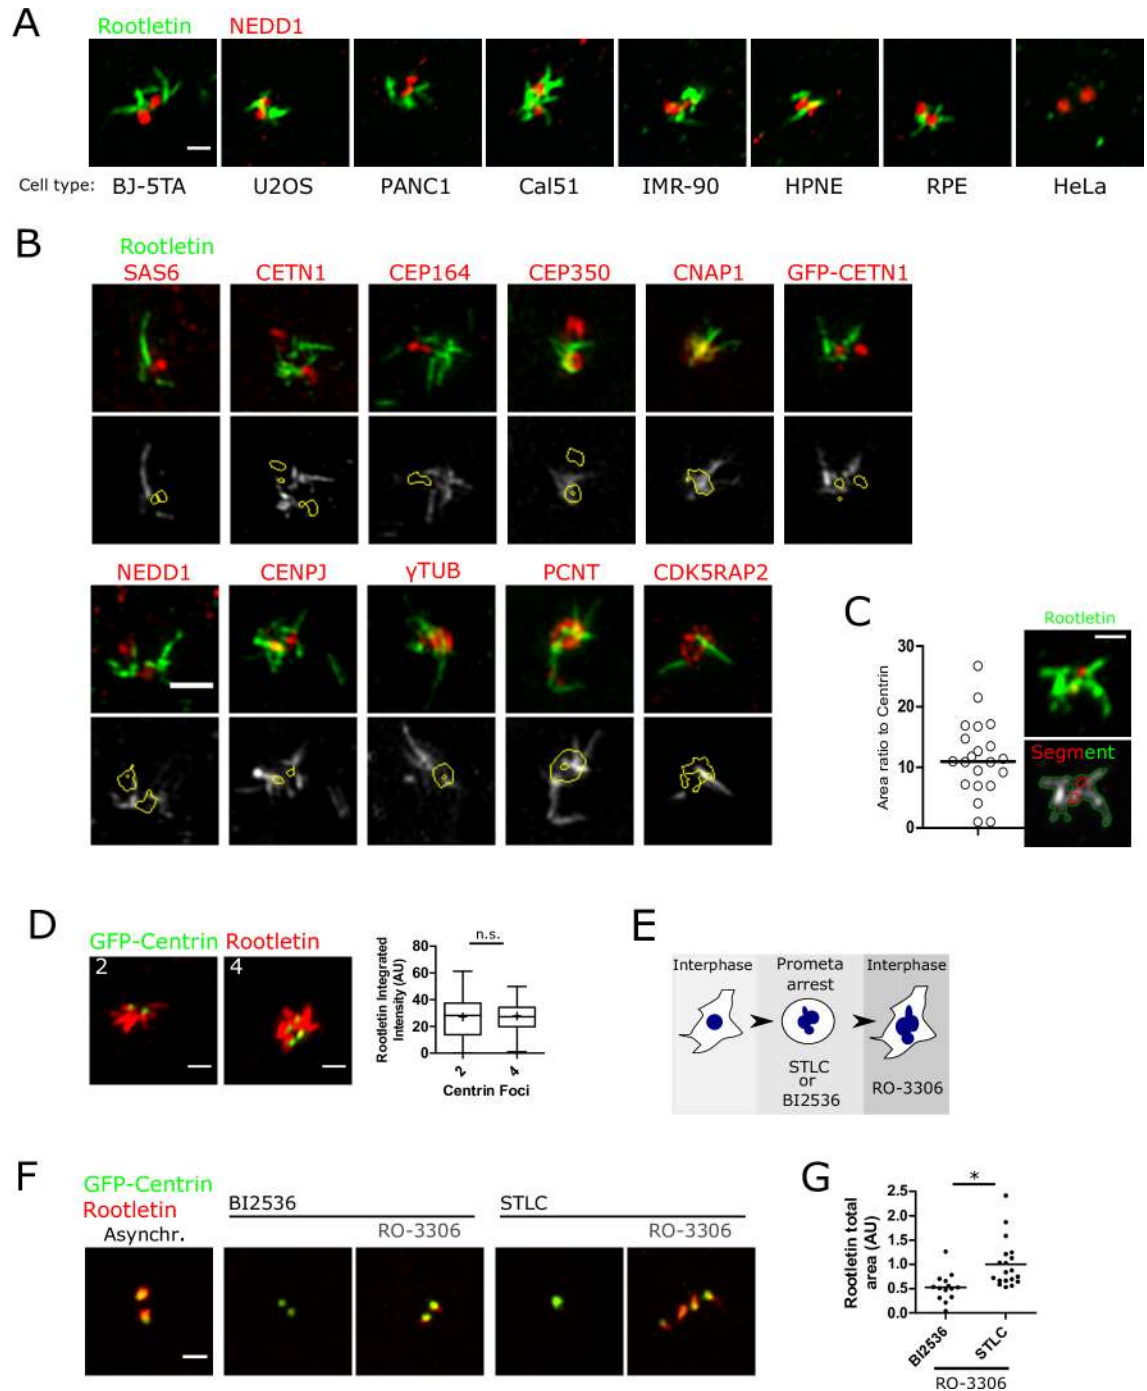 A
Rootletin NEDD1
Cell type: BJ-5TA U2OS PANC1 Cal51 IMR-90 HPNE RPE HeLa
B
Rootletin
SAS6 CETN1 CEP164 CEP350 CNAP1 GFP-CETN1
NEDD1 CENPJ γTUB PCNT CDK5RAP2
C
Rootletin
Segment
Area ratio to Centrin
30
20
10
0
D
GFP-Centrin Rootletin
2 4
n.s.
Rootletin Integrated
Intensity (AU)
80
60
40
20
0
2 4
Centrin Foci
E
Interphase Prometa arrest Interphase
STLC
or
BI2536
RO-3306
F
GFP-Centrin
Rootletin
Asynchr.
BI2536 STLC
RO-3306 RO-3306
G
*
Rootletin total
area (AU)
2.5
2.0
1.5
1.0
0.5
0.0
BI2536 STLC
RO-3306